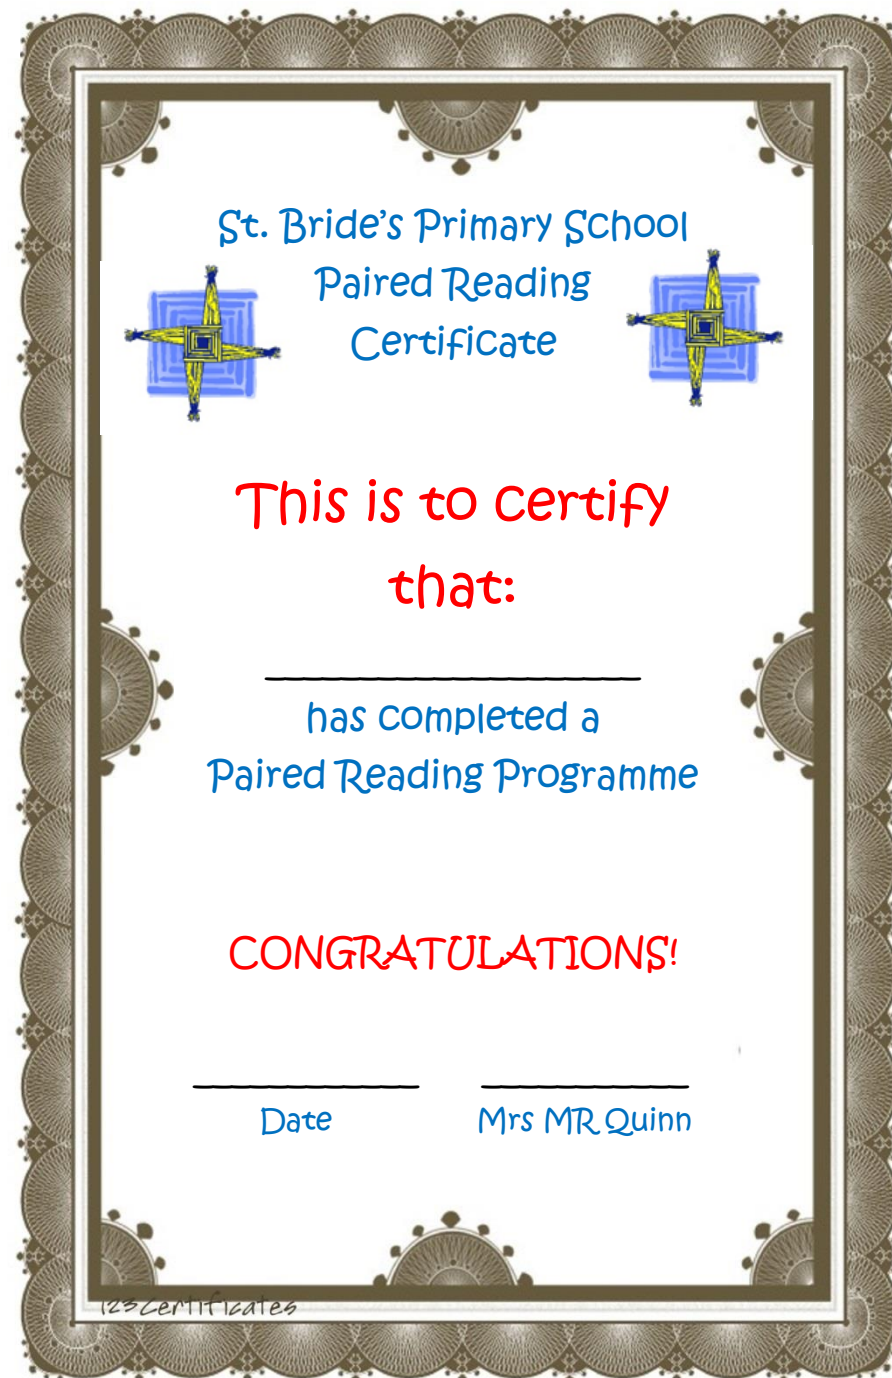 St. Bride's Primary School
Paired Reading
Certificate
This is to certify
that:
has completed a
Paired Reading Programme
CONGRATULATIONS!
Date Mrs MR Quinn
123Certificates